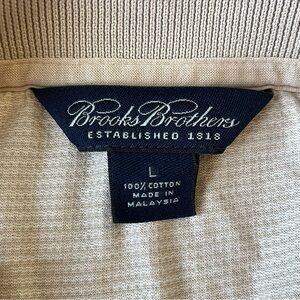 Brooks Brothers
ESTABLISHED 1818
L
100% COTTON
MADE IN
MALAYSIA